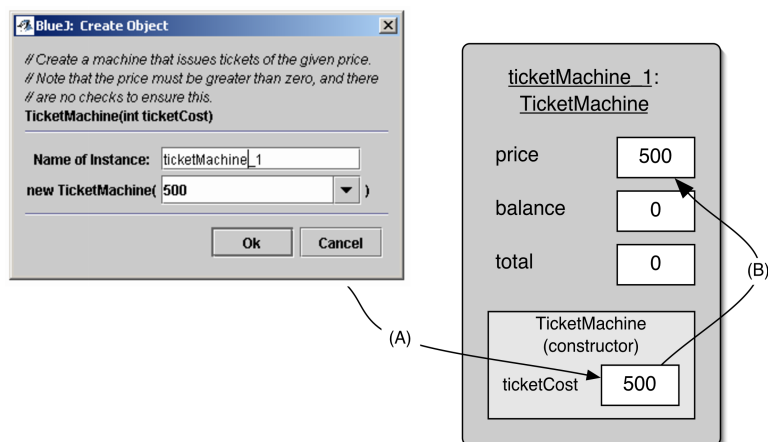 BlueJ: Create Object
// Create a machine that issues tickets of the given price.
// Note that the price must be greater than zero, and there
// are no checks to ensure this.
TicketMachine(int ticketCost)
Name of Instance: ticketMachine_1
new TicketMachine( 500 )
Ok Cancel
(A)
ticketMachine_1:
TicketMachine
price 500
balance 0
total 0
(B)
TicketMachine
(constructor)
ticketCost 500